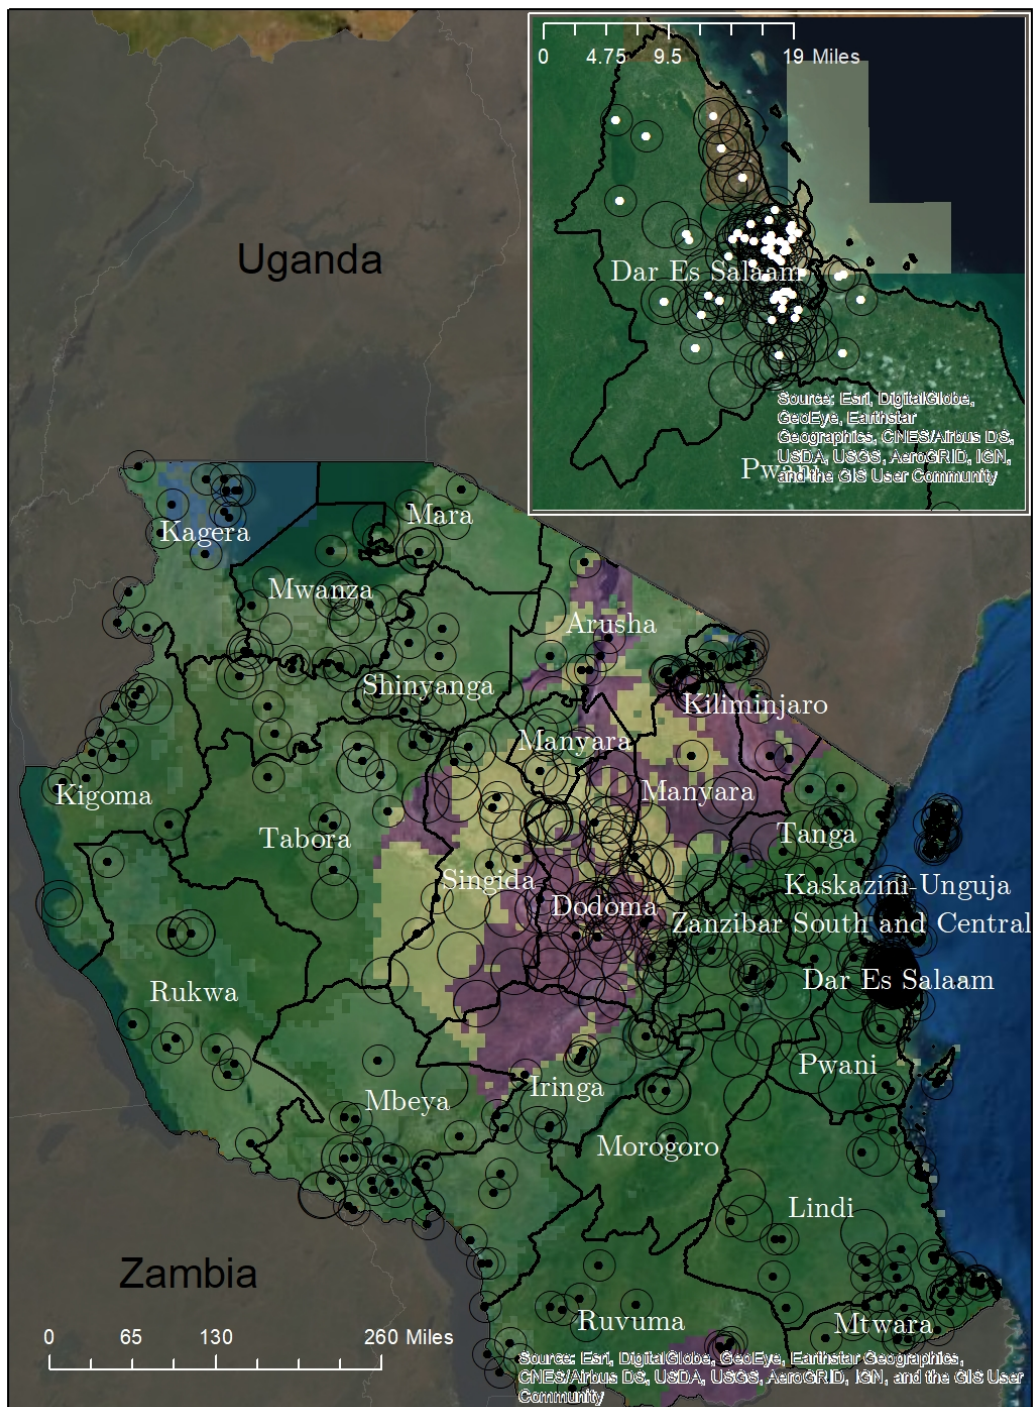 0 4.75 9.5 19 Miles
Uganda
Dar Es Salaam
Source: Esri, DigitalGlobe,
GeoEye, Earthstar
Geographics, CNES/Airbus DS,
USDA, USGS, AeroGRID, IGN,
and the GIS User Community
Pwani
Kagera
Mara
Mwanza
Arusha
Shinyanga
Kiliminjaro
Manyara
Manyara
Kigoma
Tabora
Tanga
Singida
Kaskazini-Unguja
Dodoma
Zanzibar South and Central
Dar Es Salaam
Rukwa
Pwani
Iringa
Mbeya
Morogoro
Lindi
Zambia
Ruvuma
Mtwara
0 65 130 260 Miles
Source: Esri, DigitalGlobe, GeoEye, Earthstar Geographics,
CNES/Airbus DS, USDA, USGS, AeroGRID, IGN, and the GIS User
Community